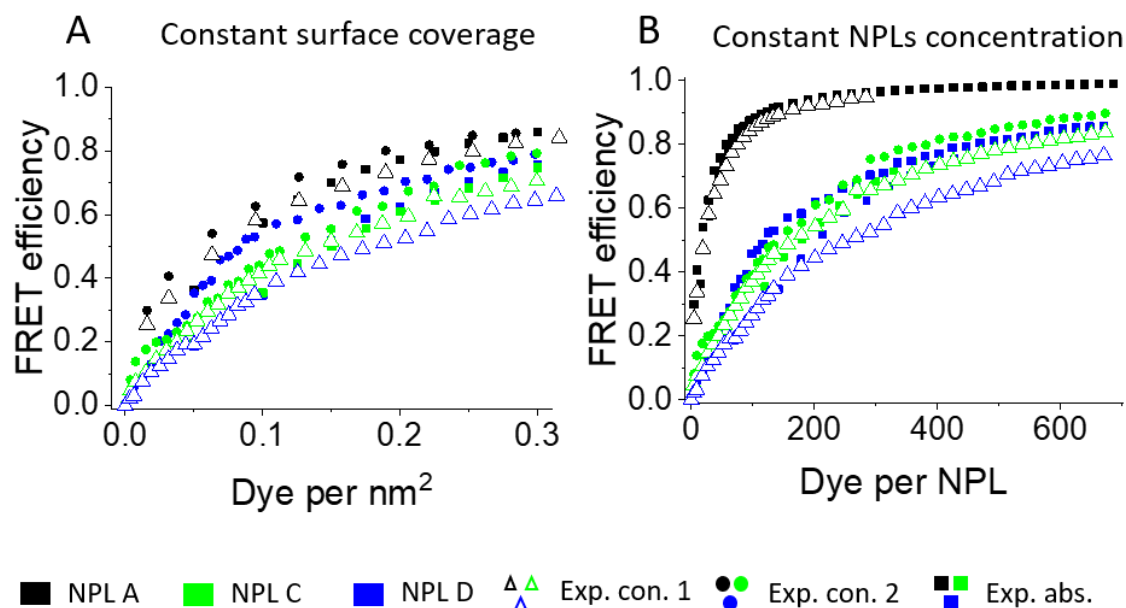 A
Constant surface coverage
FRET efficiency
1.0
0.8
0.6
0.4
0.2
0.0
0.0 0.1 0.2 0.3
Dye per nm²
B
Constant NPLs concentration
FRET efficiency
1.0
0.8
0.6
0.4
0.2
0.0
0 200 400 600
Dye per NPL
NPL A NPL C NPL D Exp. con. 1 Exp. con. 2 Exp. abs.